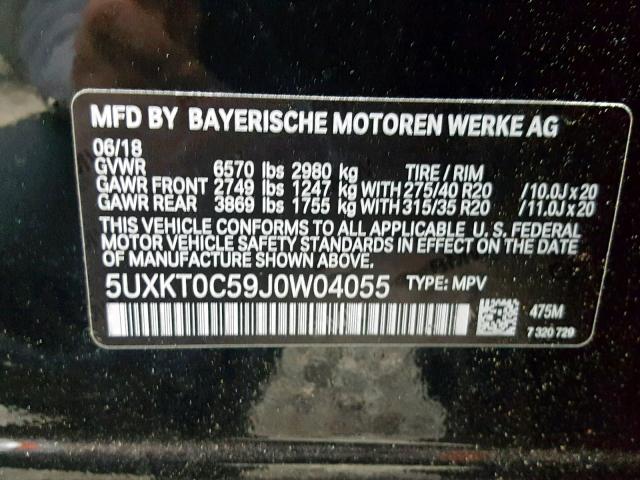 MFD BY BAYERISCHE MOTOREN WERKE AG
06/18
GVWR 6570 lbs 2980 kg TIRE / RIM
GAWR FRONT 2749 lbs 1247 kg WITH 275/40 R20 /10.0J x 20
GAWR REAR 3869 lbs 1755 kg WITH 315/35 R20 /11.0J x 20
THIS VEHICLE CONFORMS TO ALL APPLICABLE U. S. FEDERAL
MOTOR VEHICLE SAFETY STANDARDS IN EFFECT ON THE
DATE OF MANUFACTURE SHOWN ABOVE.
5UXKT0C59J0W04055 TYPE: MPV
475M
7 320 729